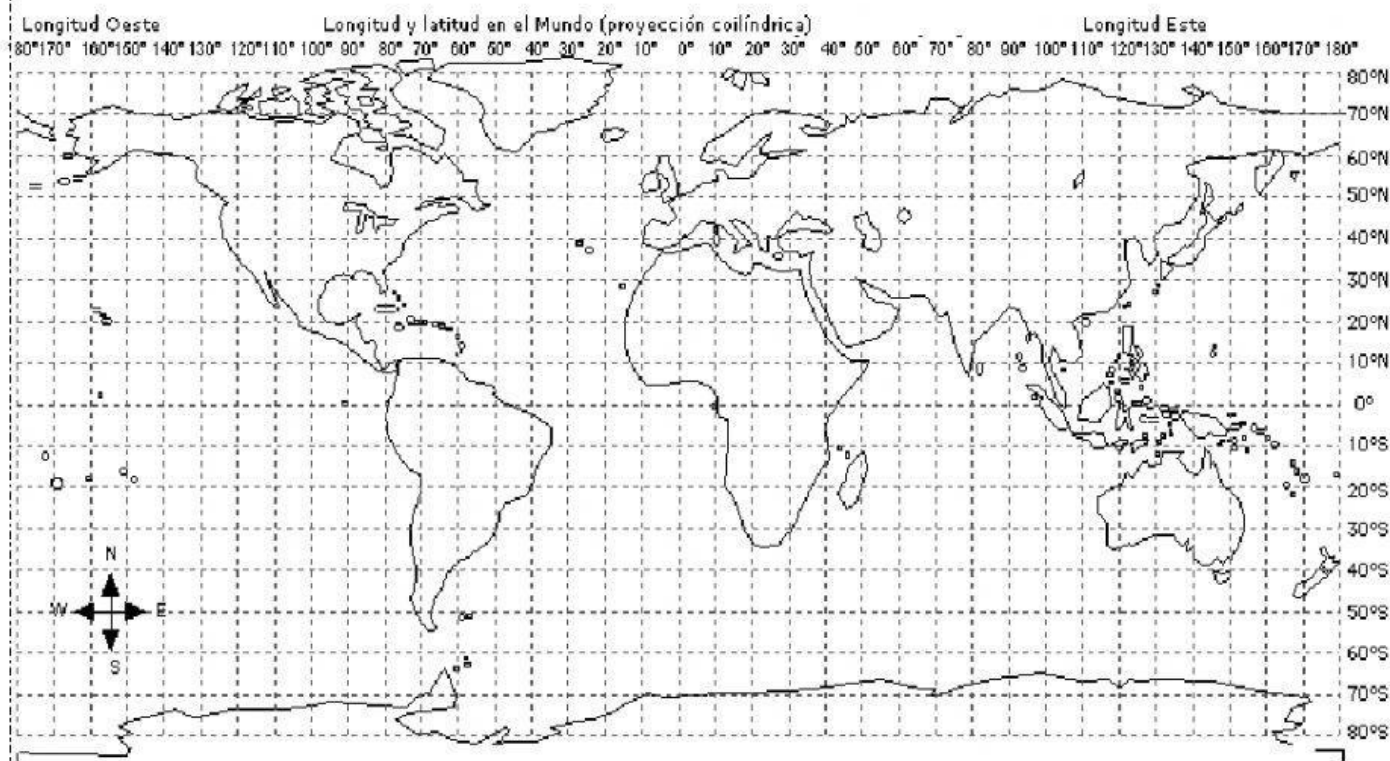 Longitud Oeste Longitud y latitud en el Mundo (proyección coilíndrica) Longitud Este
180° 170° 160° 150° 140° 130° 120° 110° 100° 90° 80° 70° 60° 50° 40° 30° 20° 10° 0° 10° 20° 30° 40° 50° 60° 70° 80° 90° 100° 110° 120° 130° 140° 150° 160° 170° 180°
80°N
70°N
60°N
50°N
40°N
30°N
20°N
10°N
0°
10°S
20°S
30°S
N
40°S
W E 50°S
S 60°S
70°S
80°S